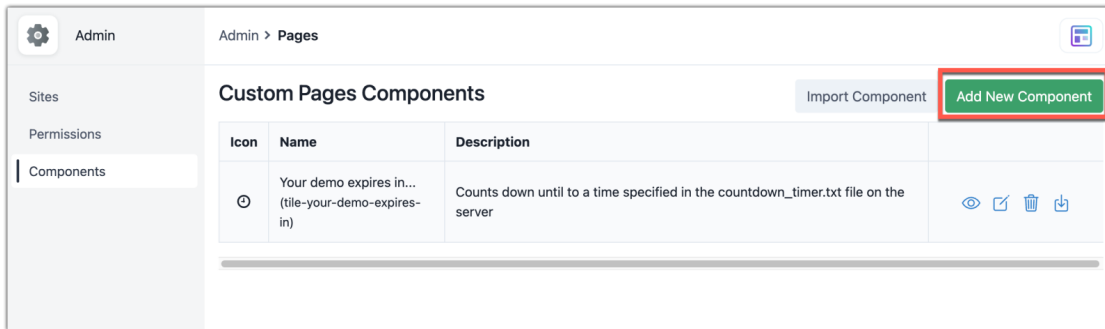 Admin
Admin > Pages
Sites
Permissions
Components
Custom Pages Components
Import Component
Add New Component
Icon
Name
Description
Your demo expires in...
(tile-your-demo-expires-
in)
Counts down until to a time specified in the countdown_timer.txt file on the
server